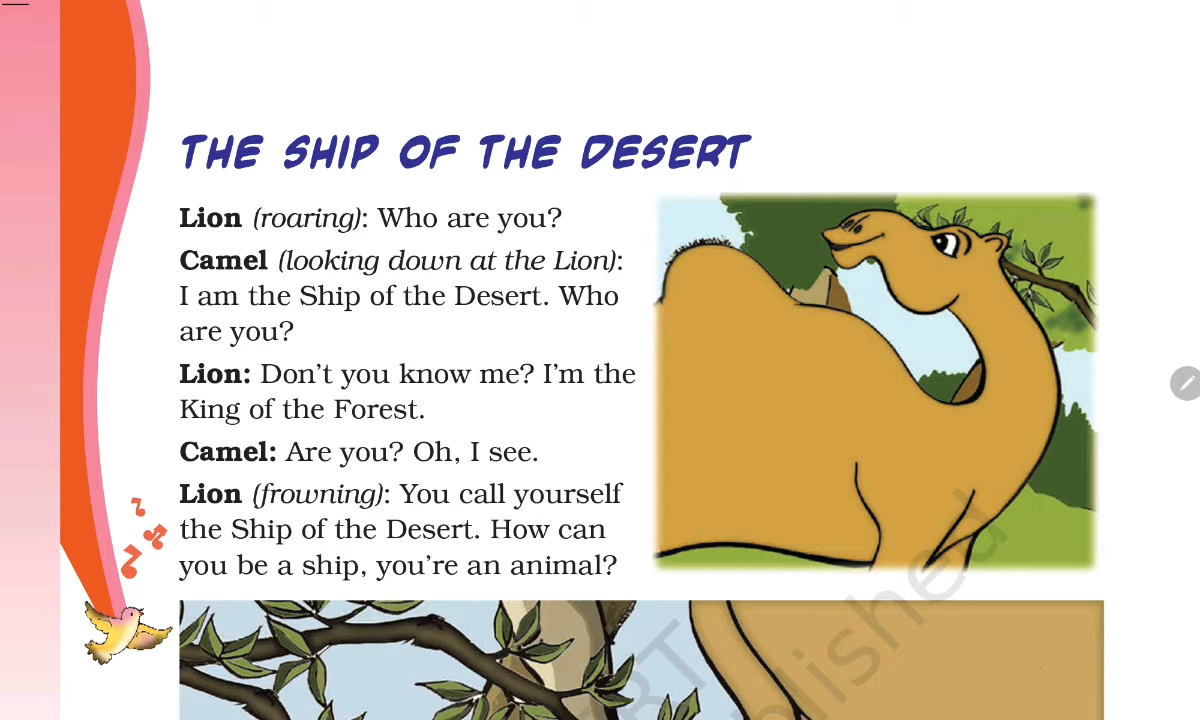 THE SHIP OF THE DESERT
Lion (roaring): Who are you?
Camel (looking down at the Lion):
I am the Ship of the Desert. Who
are you?
Lion: Don't you know me? I'm the
King of the Forest.
Camel: Are you? Oh, I see.
Lion (frowning): You call yourself
the Ship of the Desert. How can
you be a ship, you're an animal?